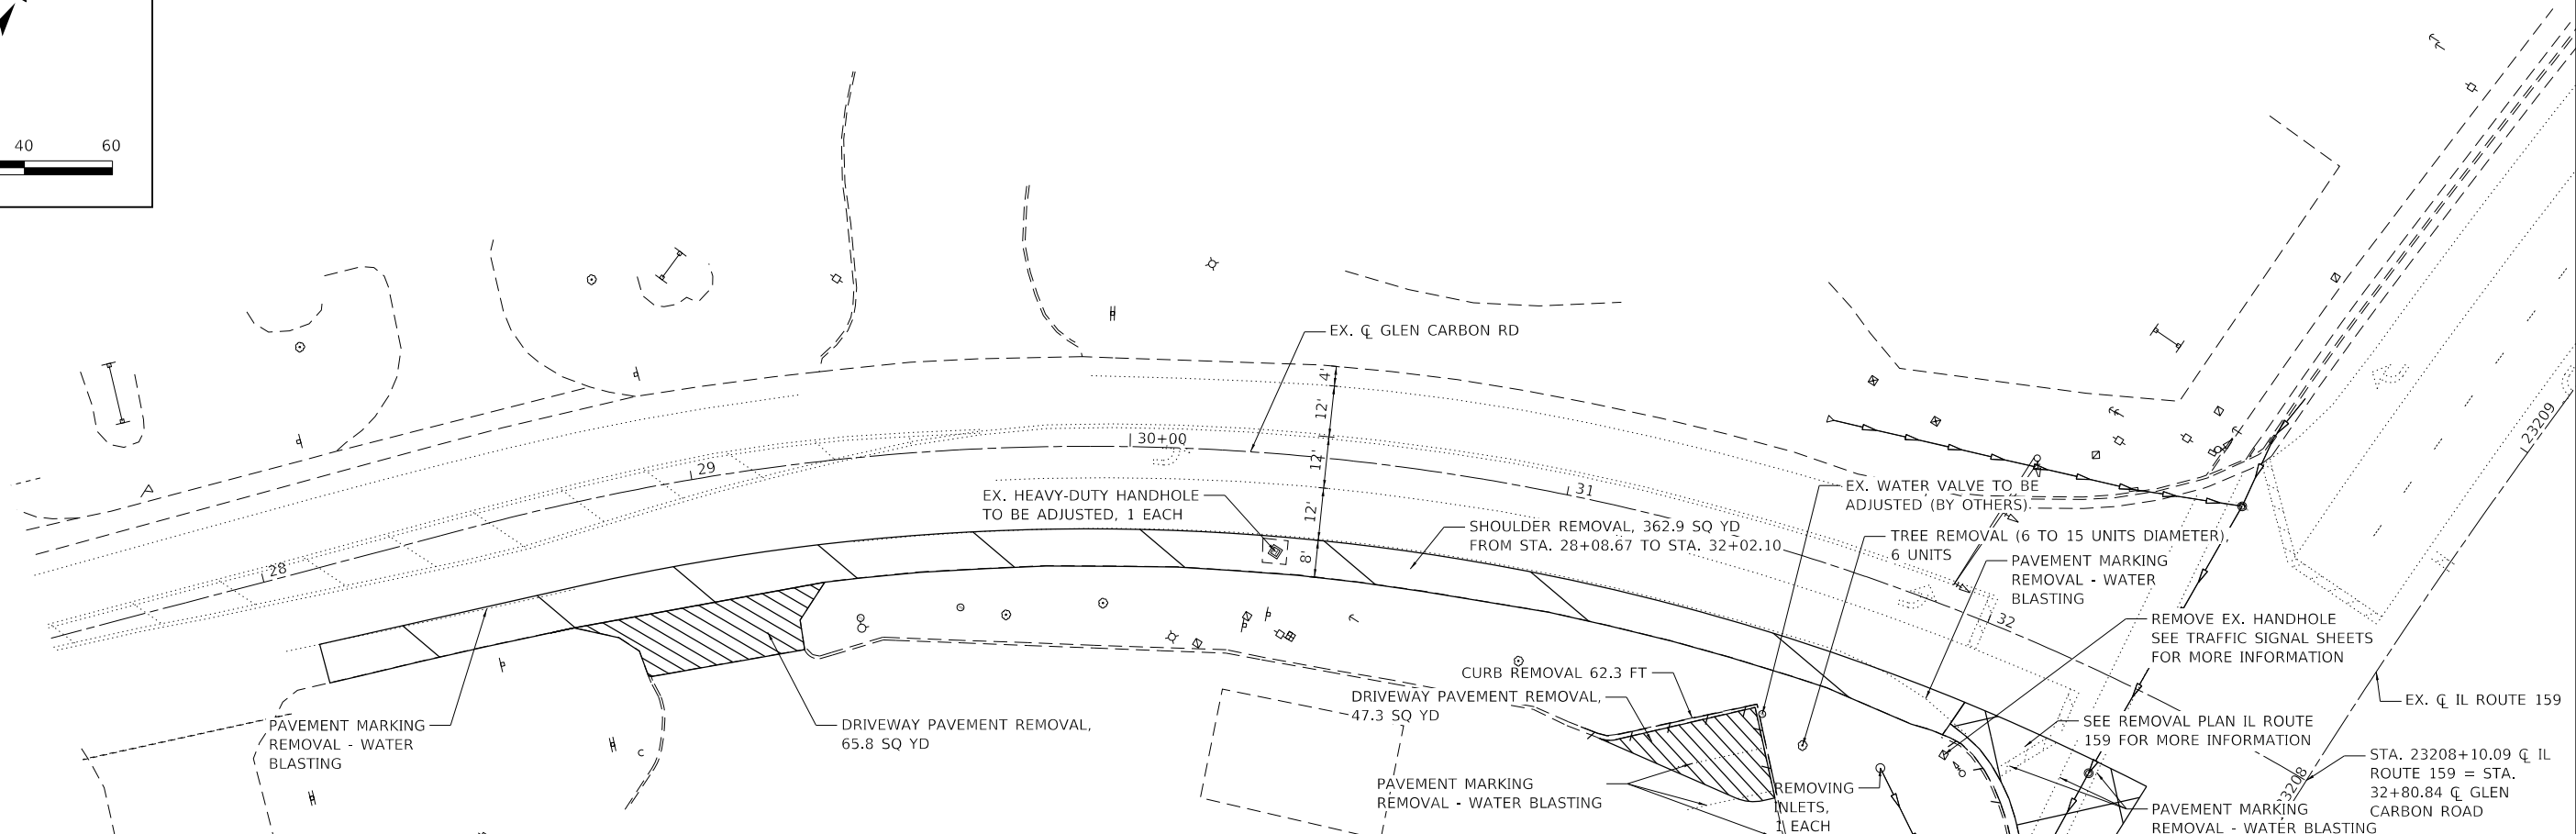 40 60
EX. ℄ GLEN CARBON RD
4'
12'
12'
12'
8'
28
29
30+00
31
32
23209
23208
EX. HEAVY-DUTY HANDHOLE
TO BE ADJUSTED, 1 EACH
SHOULDER REMOVAL, 362.9 SQ YD
FROM STA. 28+08.67 TO STA. 32+02.10
EX. WATER VALVE TO BE
ADJUSTED (BY OTHERS)
TREE REMOVAL (6 TO 15 UNITS DIAMETER),
6 UNITS
PAVEMENT MARKING
REMOVAL - WATER
BLASTING
REMOVE EX. HANDHOLE
SEE TRAFFIC SIGNAL SHEETS
FOR MORE INFORMATION
EX. ℄ IL ROUTE 159
SEE REMOVAL PLAN IL ROUTE
159 FOR MORE INFORMATION
STA. 23208+10.09 ℄ IL
ROUTE 159 = STA.
32+80.84 ℄ GLEN
CARBON ROAD
PAVEMENT MARKING
REMOVAL - WATER BLASTING
CURB REMOVAL 62.3 FT
DRIVEWAY PAVEMENT REMOVAL,
47.3 SQ YD
PAVEMENT MARKING
REMOVAL - WATER BLASTING
REMOVING
INLETS,
1 EACH
PAVEMENT MARKING
REMOVAL - WATER
BLASTING
DRIVEWAY PAVEMENT REMOVAL,
65.8 SQ YD
C